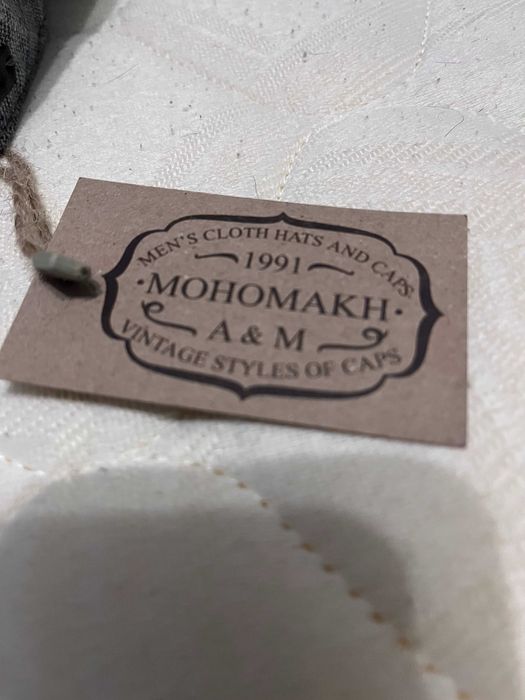 MEN'S CLOTH HATS AND CAPS
1991
·MOHOMAKH·
A & M
VINTAGE STYLES OF CAPS